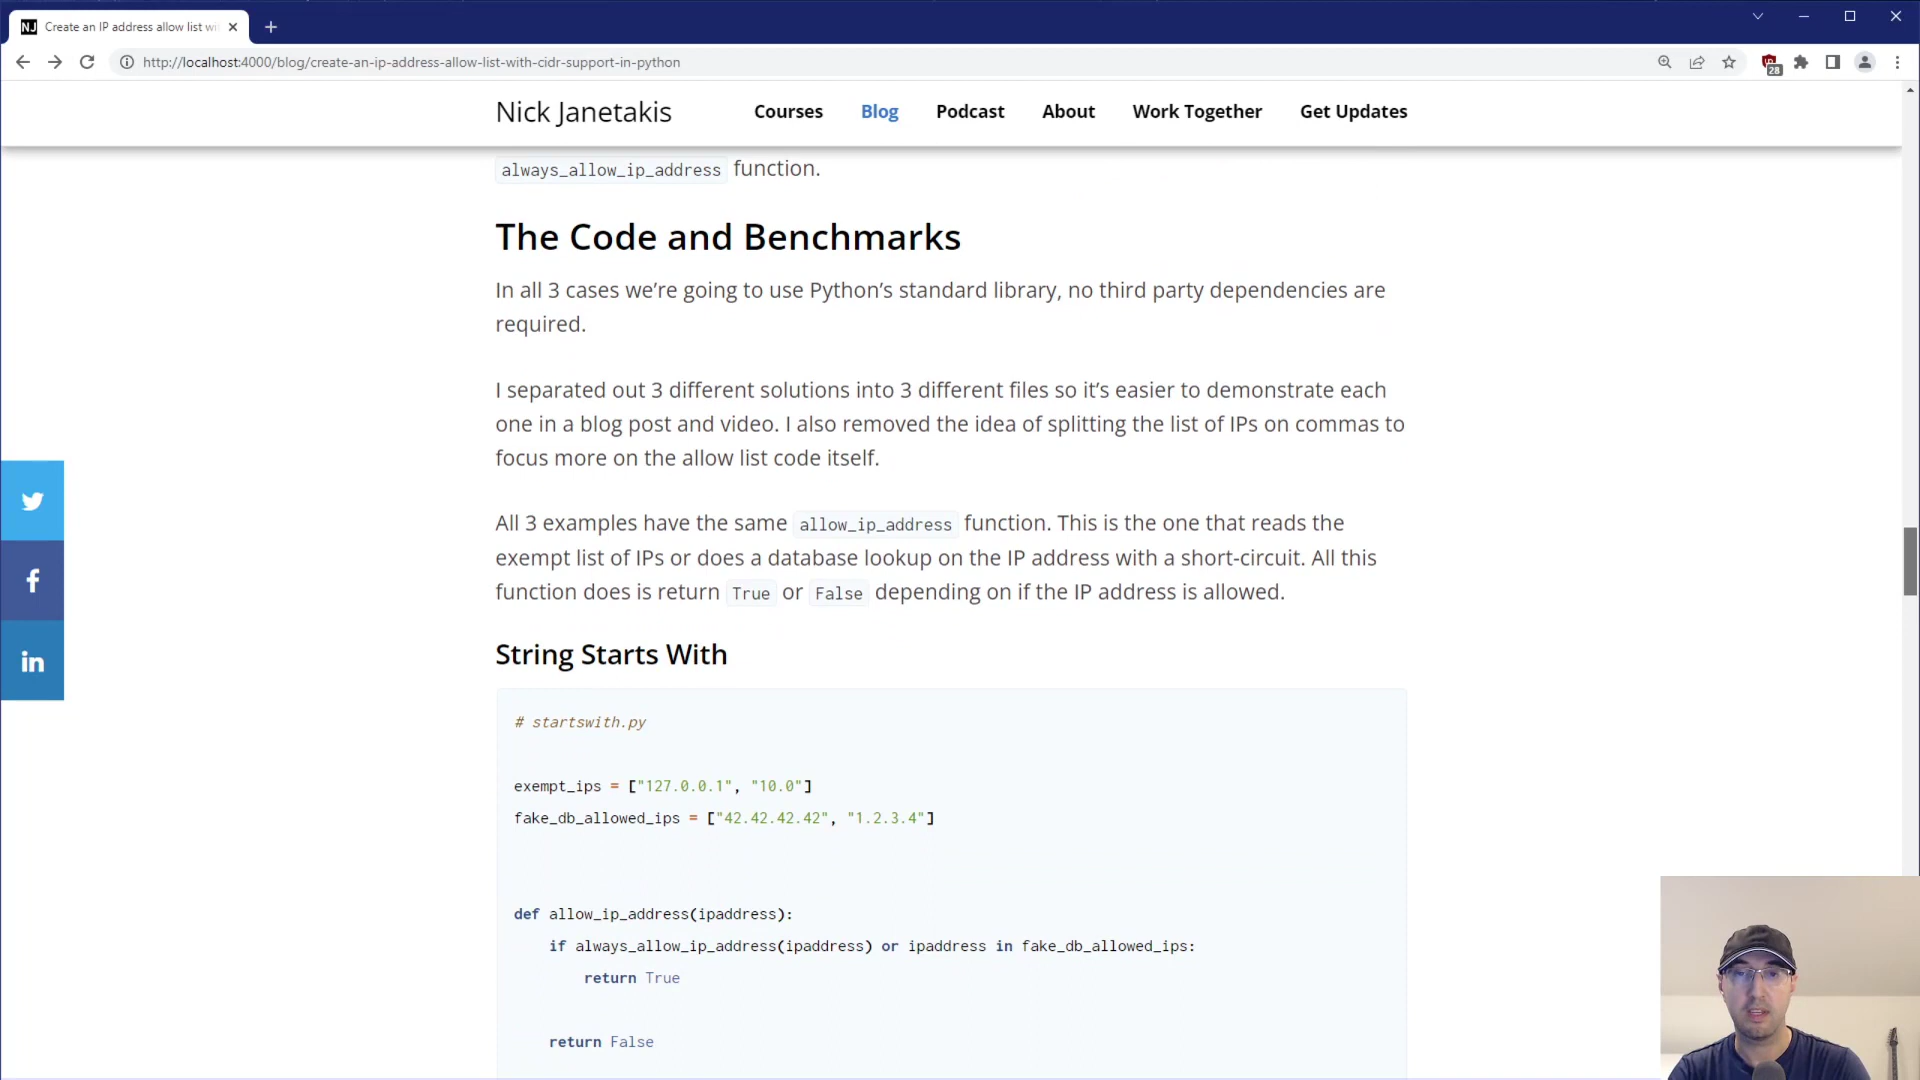 NJ Create an IP address allow list wi
http://localhost:4000/blog/create-an-ip-address-allow-list-with-cidr-support-in-python
28
Nick Janetakis Courses Blog Podcast About Work Together Get Updates
always_allow_ip_address function.
The Code and Benchmarks
In all 3 cases we’re going to use Python’s standard library, no third party dependencies are
required.
I separated out 3 different solutions into 3 different files so it’s easier to demonstrate each
one in a blog post and video. I also removed the idea of splitting the list of IPs on commas to
focus more on the allow list code itself.
All 3 examples have the same allow_ip_address function. This is the one that reads the
exempt list of IPs or does a database lookup on the IP address with a short-circuit. All this
function does is return True or False depending on if the IP address is allowed.
String Starts With
# startswith.py
exempt_ips = ["127.0.0.1", "10.0"]
fake_db_allowed_ips = ["42.42.42.42", "1.2.3.4"]
def allow_ip_address(ipaddress):
if always_allow_ip_address(ipaddress) or ipaddress in fake_db_allowed_ips:
return True
return False